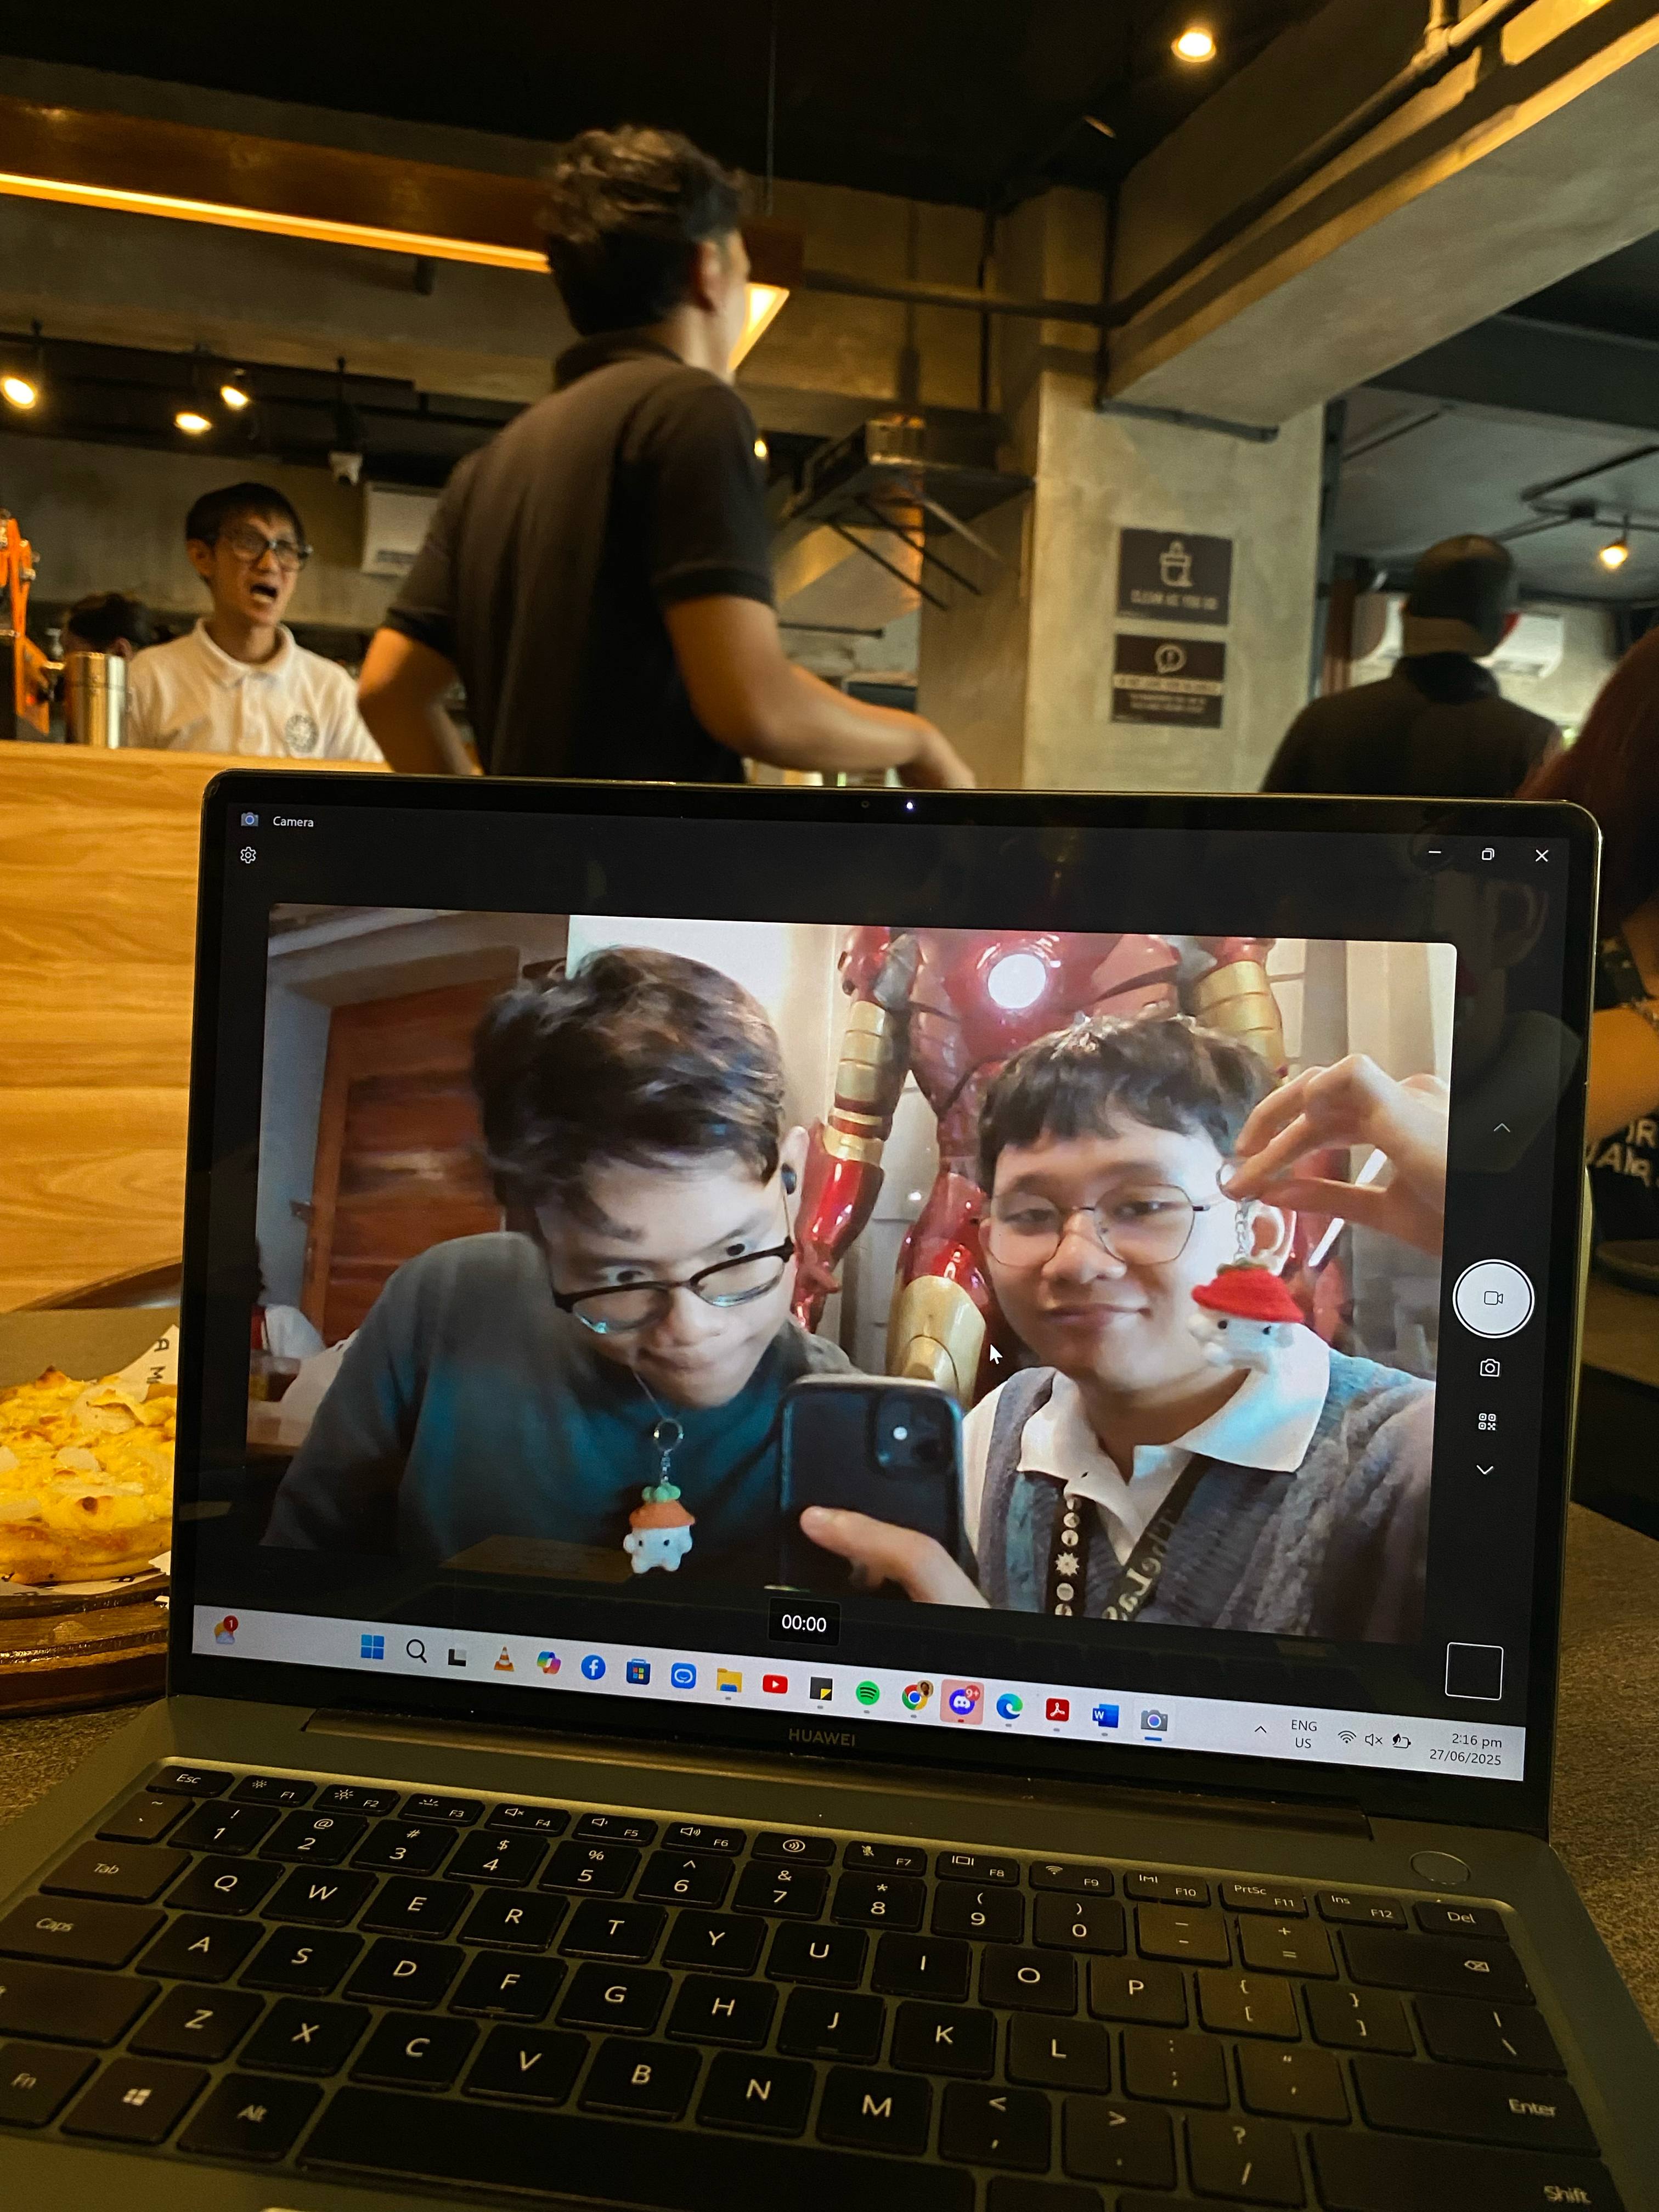 CLEAN AS YOU GO
Camera
A M
The
00:00
1
9+
ENG
US
2:16 pm
27/06/2025
HUAWEI
Esc F1 F2 F3 F4 F5 F6 F7 F8 F9 F10 PrtSc F11 Ins F12 Del
~ ! @ # $ % ^ & * ( ) _ +
` 1 2 3 4 5 6 7 8 9 0 - =
Tab Q W E R T Y U I O P { [ } ] | \
Caps A S D F G H J K L : ; " ' Enter
Z X C V B N M < , > . ? / Shift
Fn Alt